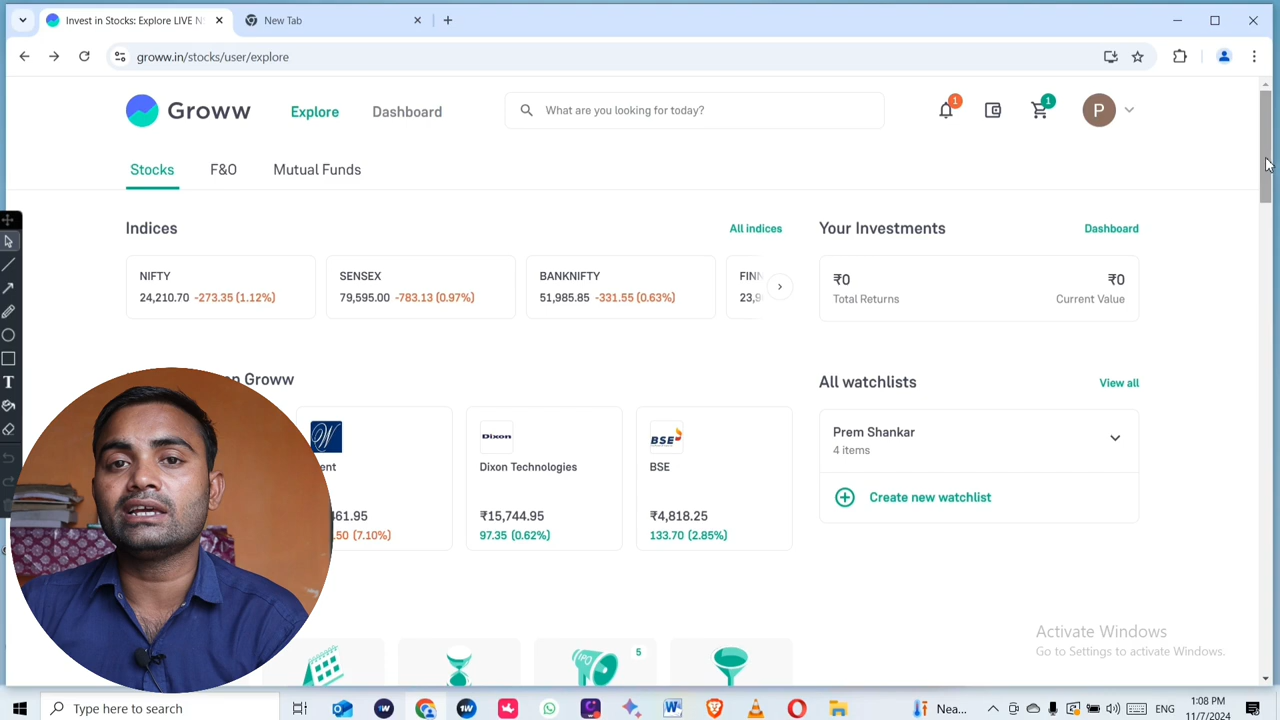 Invest in Stocks: Explore LIVE N
New Tab
groww.in/stocks/user/explore
Groww
Explore
Dashboard
What are you looking for today?
1
1
P
Stocks
F&O
Mutual Funds
Indices
All indices
NIFTY
24,210.70 -273.35 (1.12%)
SENSEX
79,595.00 -783.13 (0.97%)
BANKNIFTY
51,985.85 -331.55 (0.63%)
Your Investments
Dashboard
₹0
Total Returns
₹0
Current Value
Groww
Dixon
Dixon Technologies
₹15,744.95
97.35 (0.62%)
BSE
BSE
₹4,818.25
133.70 (2.85%)
(7.10%)
All watchlists
View all
Prem Shankar
4 items
Create new watchlist
IPO
5
T
Activate Windows
Go to Settings to activate Windows.
Type here to search
Nea...
ENG
1:08 PM
11/7/2024